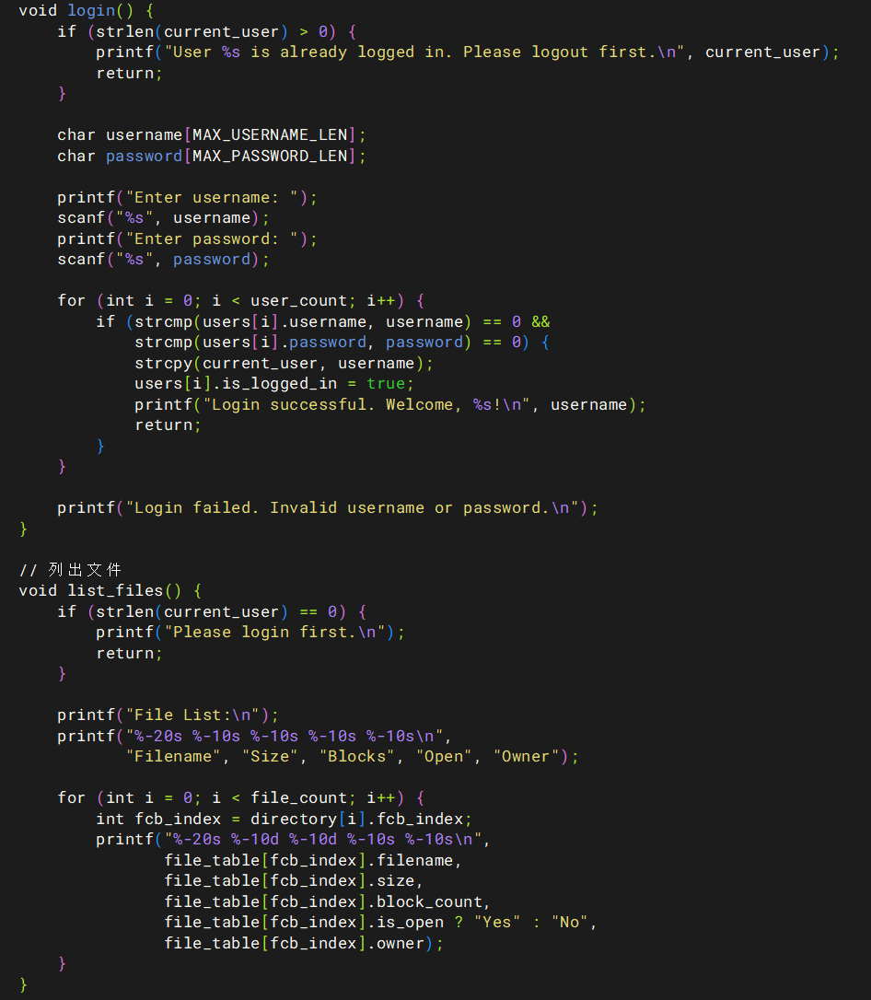 void login() {
    if (strlen(current_user) > 0) {
        printf("User %s is already logged in. Please logout first.\n", current_user);
        return;
    }

    char username[MAX_USERNAME_LEN];
    char password[MAX_PASSWORD_LEN];

    printf("Enter username: ");
    scanf("%s", username);
    printf("Enter password: ");
    scanf("%s", password);

    for (int i = 0; i < user_count; i++) {
        if (strcmp(users[i].username, username) == 0 &&
            strcmp(users[i].password, password) == 0) {
            strcpy(current_user, username);
            users[i].is_logged_in = true;
            printf("Login successful. Welcome, %s!\n", username);
            return;
        }
    }

    printf("Login failed. Invalid username or password.\n");
}

// 列出文件
void list_files() {
    if (strlen(current_user) == 0) {
        printf("Please login first.\n");
        return;
    }

    printf("File List:\n");
    printf("%-20s %-10s %-10s %-10s %-10s\n",
           "Filename", "Size", "Blocks", "Open", "Owner");

    for (int i = 0; i < file_count; i++) {
        int fcb_index = directory[i].fcb_index;
        printf("%-20s %-10d %-10d %-10s %-10s\n",
               file_table[fcb_index].filename,
               file_table[fcb_index].size,
               file_table[fcb_index].block_count,
               file_table[fcb_index].is_open ? "Yes" : "No",
               file_table[fcb_index].owner);
    }
}